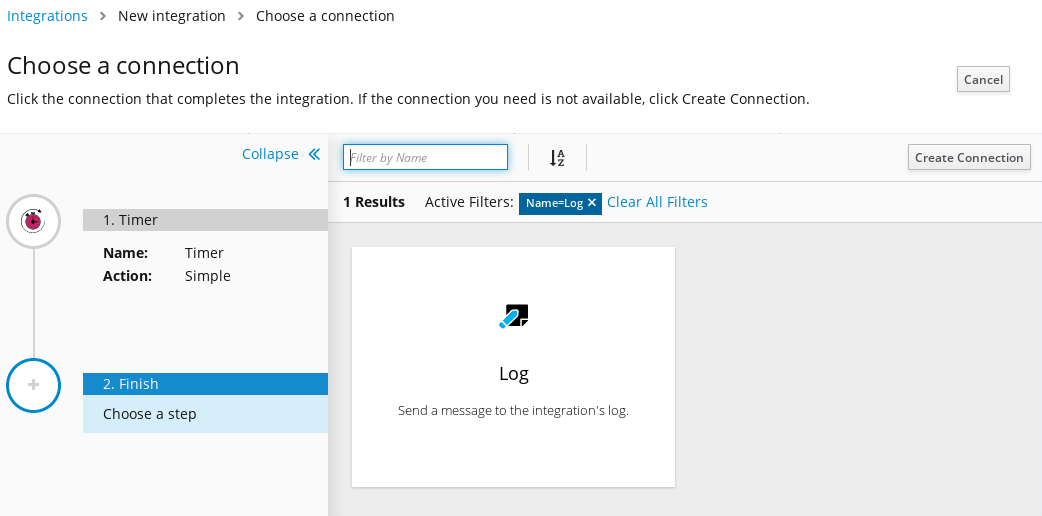 Integrations > New integration > Choose a connection
Choose a connection
Cancel
Click the connection that completes the integration. If the connection you need is not available, click Create Connection.
Collapse
Filter by Name
A
Z
Create Connection
1 Results Active Filters: Name=Log × Clear All Filters
1. Timer
Name: Timer
Action: Simple
2. Finish
Choose a step
Log
Send a message to the integration's log.